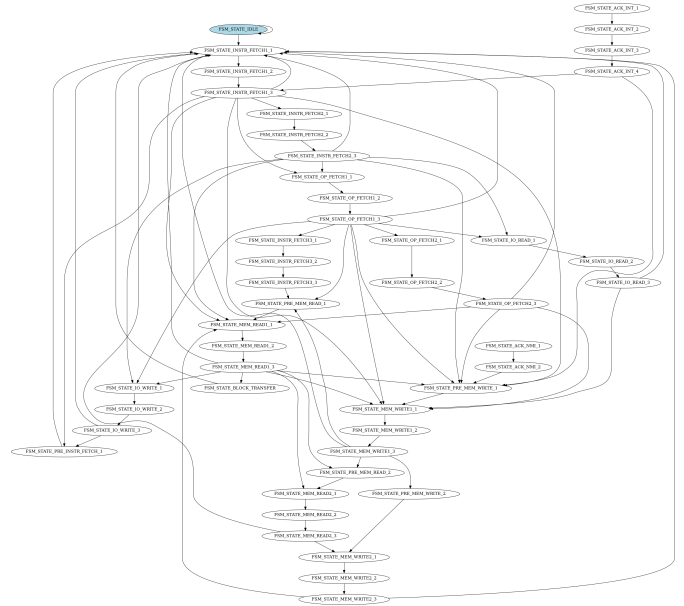 FSM_STATE_ACK_INT_1
FSM_STATE_IDLE
FSM_STATE_ACK_INT_2
FSM_STATE_INSTR_FETCH1_1
FSM_STATE_ACK_INT_3
FSM_STATE_INSTR_FETCH1_2
FSM_STATE_ACK_INT_4
FSM_STATE_INSTR_FETCH1_3
FSM_STATE_INSTR_FETCH2_1
FSM_STATE_INSTR_FETCH2_2
FSM_STATE_INSTR_FETCH2_3
FSM_STATE_OP_FETCH1_1
FSM_STATE_OP_FETCH1_2
FSM_STATE_OP_FETCH1_3
FSM_STATE_INSTR_FETCH3_1
FSM_STATE_OP_FETCH2_1
FSM_STATE_IO_READ_1
FSM_STATE_INSTR_FETCH3_2
FSM_STATE_IO_READ_2
FSM_STATE_INSTR_FETCH3_3
FSM_STATE_OP_FETCH2_2
FSM_STATE_IO_READ_3
FSM_STATE_PRE_MEM_READ_1
FSM_STATE_OP_FETCH2_3
FSM_STATE_MEM_READ1_1
FSM_STATE_MEM_READ1_2
FSM_STATE_ACK_NMI_1
FSM_STATE_MEM_READ1_3
FSM_STATE_ACK_NMI_2
FSM_STATE_IO_WRITE_1
FSM_STATE_BLOCK_TRANSFER
FSM_STATE_PRE_MEM_WRITE_1
FSM_STATE_IO_WRITE_2
FSM_STATE_MEM_WRITE1_1
FSM_STATE_IO_WRITE_3
FSM_STATE_MEM_WRITE1_2
FSM_STATE_PRE_INSTR_FETCH_1
FSM_STATE_MEM_WRITE1_3
FSM_STATE_PRE_MEM_READ_2
FSM_STATE_MEM_READ2_1
FSM_STATE_PRE_MEM_WRITE_2
FSM_STATE_MEM_READ2_2
FSM_STATE_MEM_READ2_3
FSM_STATE_MEM_WRITE2_1
FSM_STATE_MEM_WRITE2_2
FSM_STATE_MEM_WRITE2_3